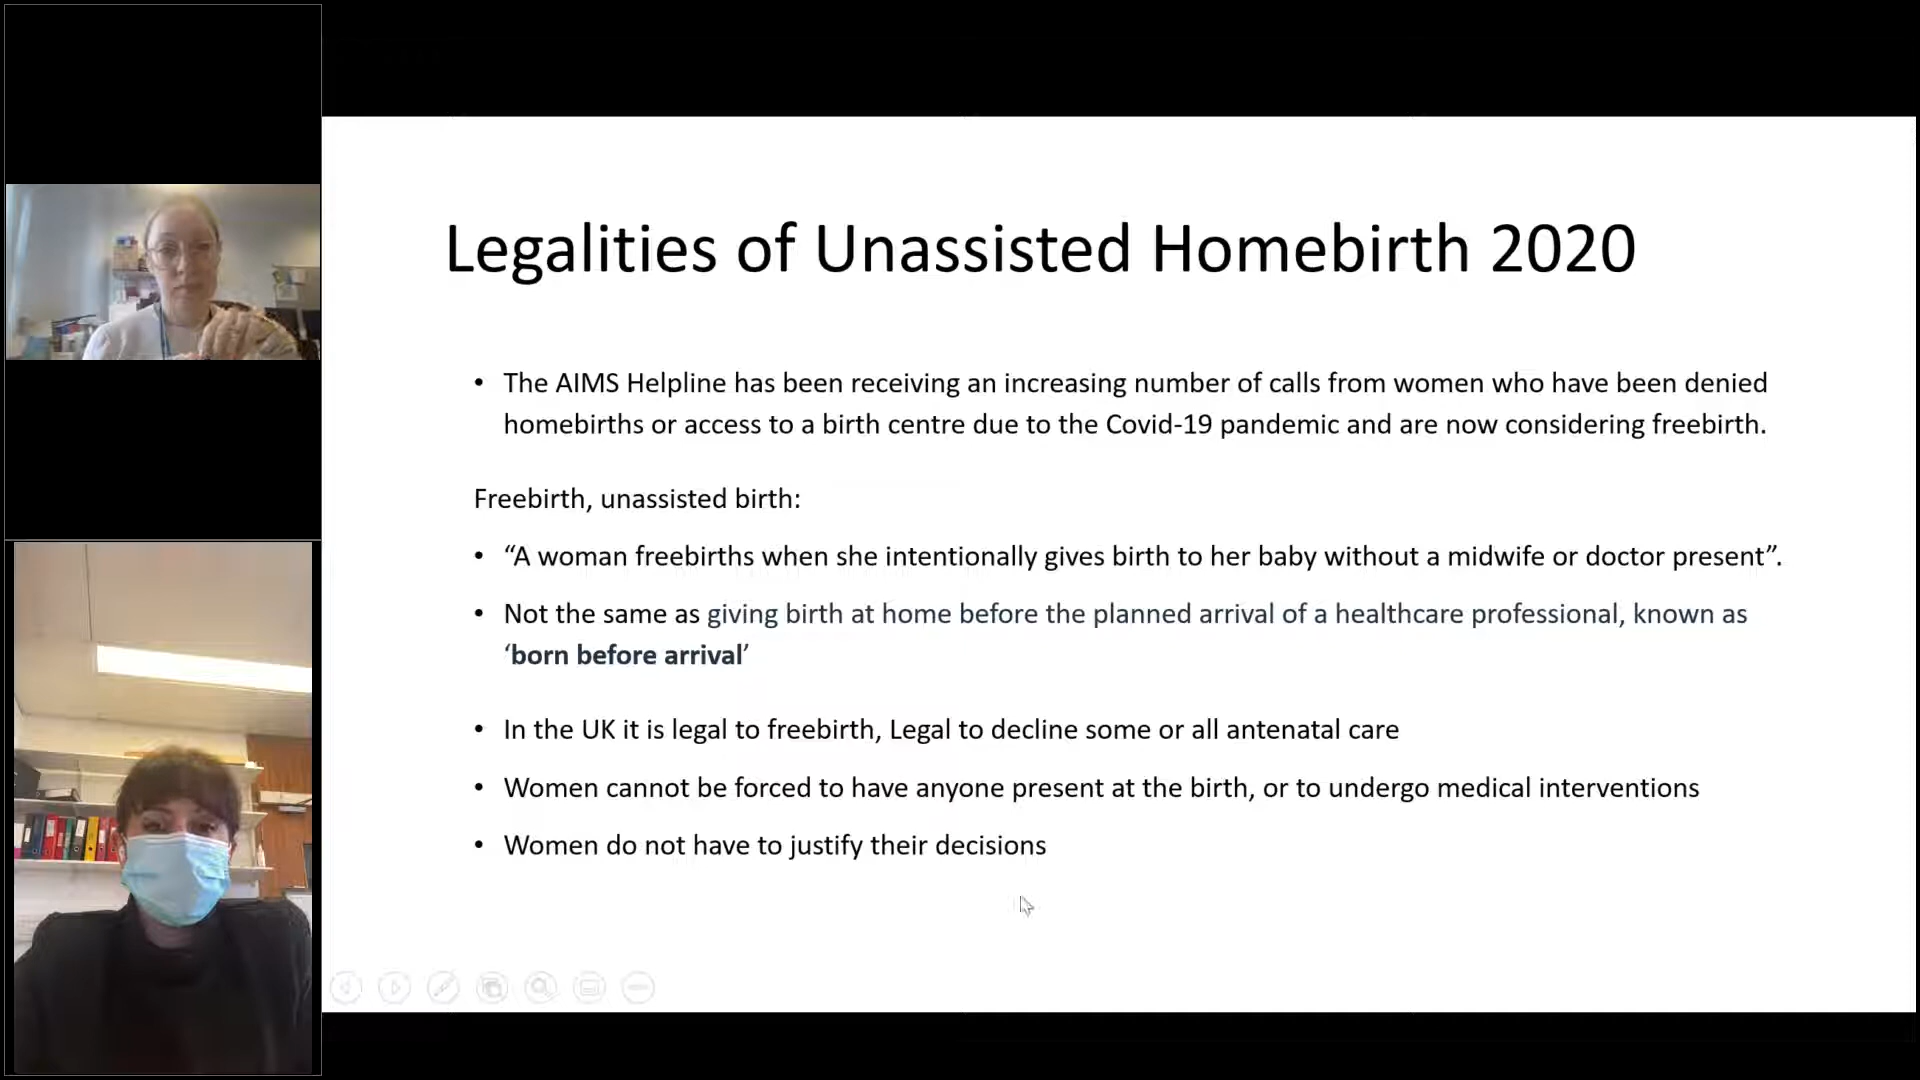 Legalities of Unassisted Homebirth 2020
• The AIMS Helpline has been receiving an increasing number of calls from women who have been denied
homebirths or access to a birth centre due to the Covid-19 pandemic and are now considering freebirth.
Freebirth, unassisted birth:
• “A woman freebirths when she intentionally gives birth to her baby without a midwife or doctor present”.
• Not the same as giving birth at home before the planned arrival of a healthcare professional, known as
‘born before arrival’
• In the UK it is legal to freebirth, Legal to decline some or all antenatal care
• Women cannot be forced to have anyone present at the birth, or to undergo medical interventions
• Women do not have to justify their decisions